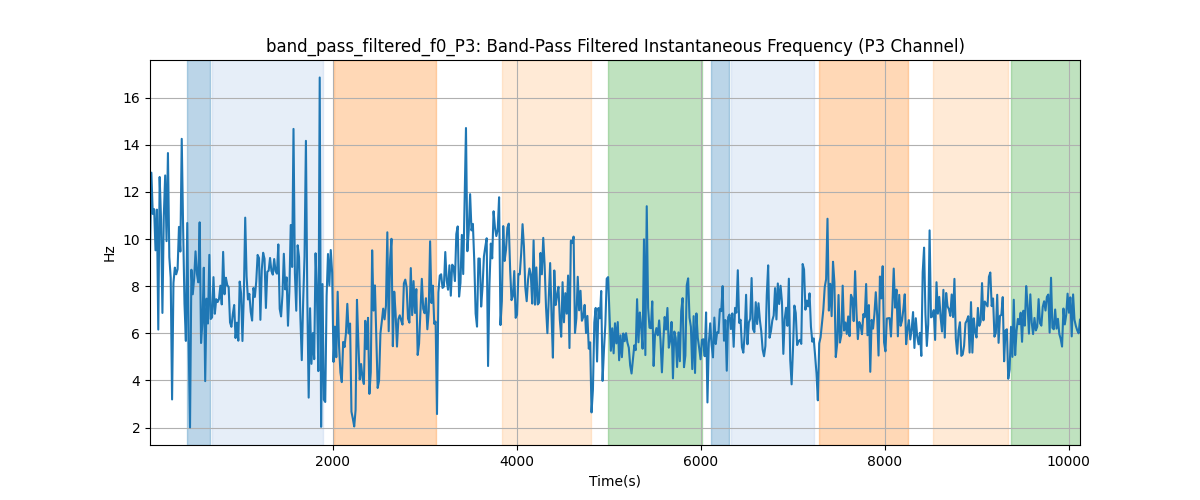 band_pass_filtered_f0_P3: Band-Pass Filtered Instantaneous Frequency (P3 Channel)
Hz
16
14
12
10
8
6
4
2
2000 4000 6000 8000 10000
Time(s)